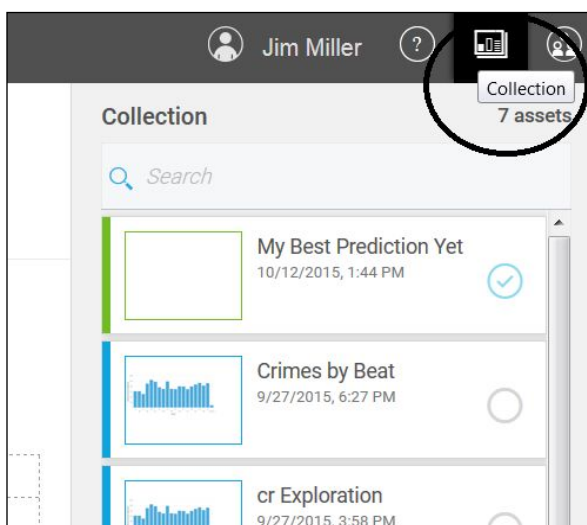 Jim Miller ?
Collection
Collection 7 assets
Search
My Best Prediction Yet
10/12/2015, 1:44 PM
Crimes by Beat
9/27/2015, 6:27 PM
cr Exploration
9/27/2015, 3:58 PM